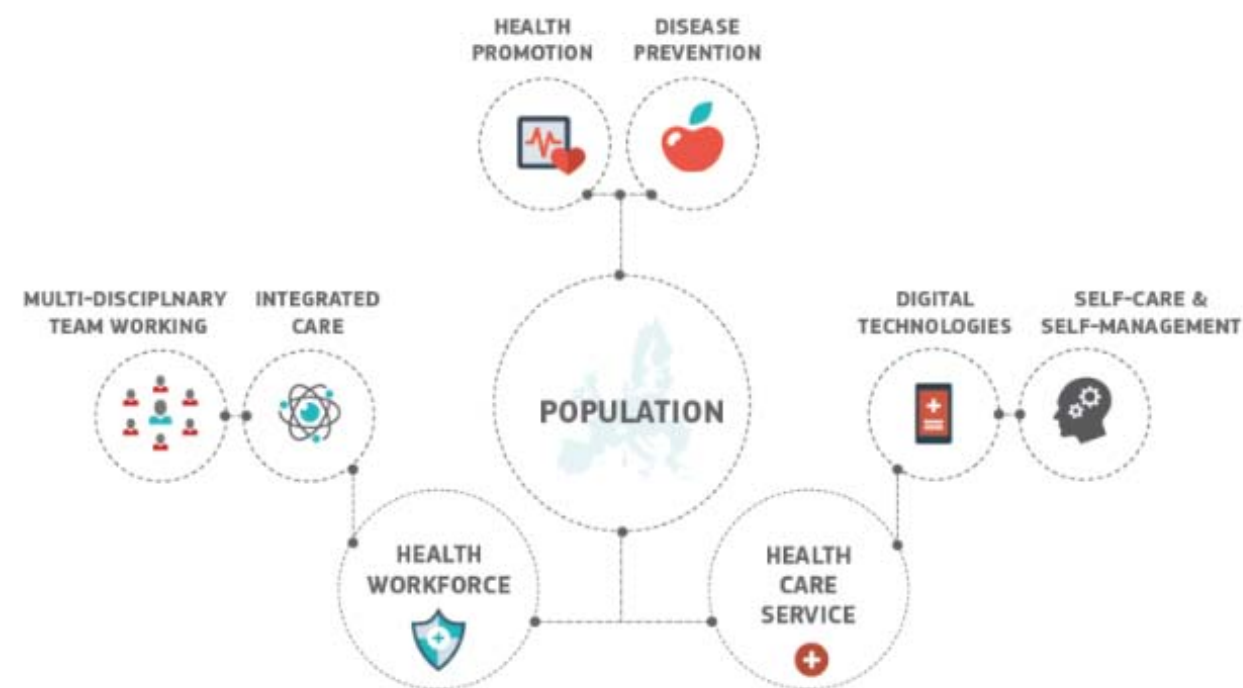 HEALTH
PROMOTION
DISEASE
PREVENTION
MULTI-DISCIPLNARY
TEAM WORKING
INTEGRATED
CARE
DIGITAL
TECHNOLOGIES
SELF-CARE &
SELF-MANAGEMENT
POPULATION
HEALTH
WORKFORCE
HEALTH
CARE
SERVICE